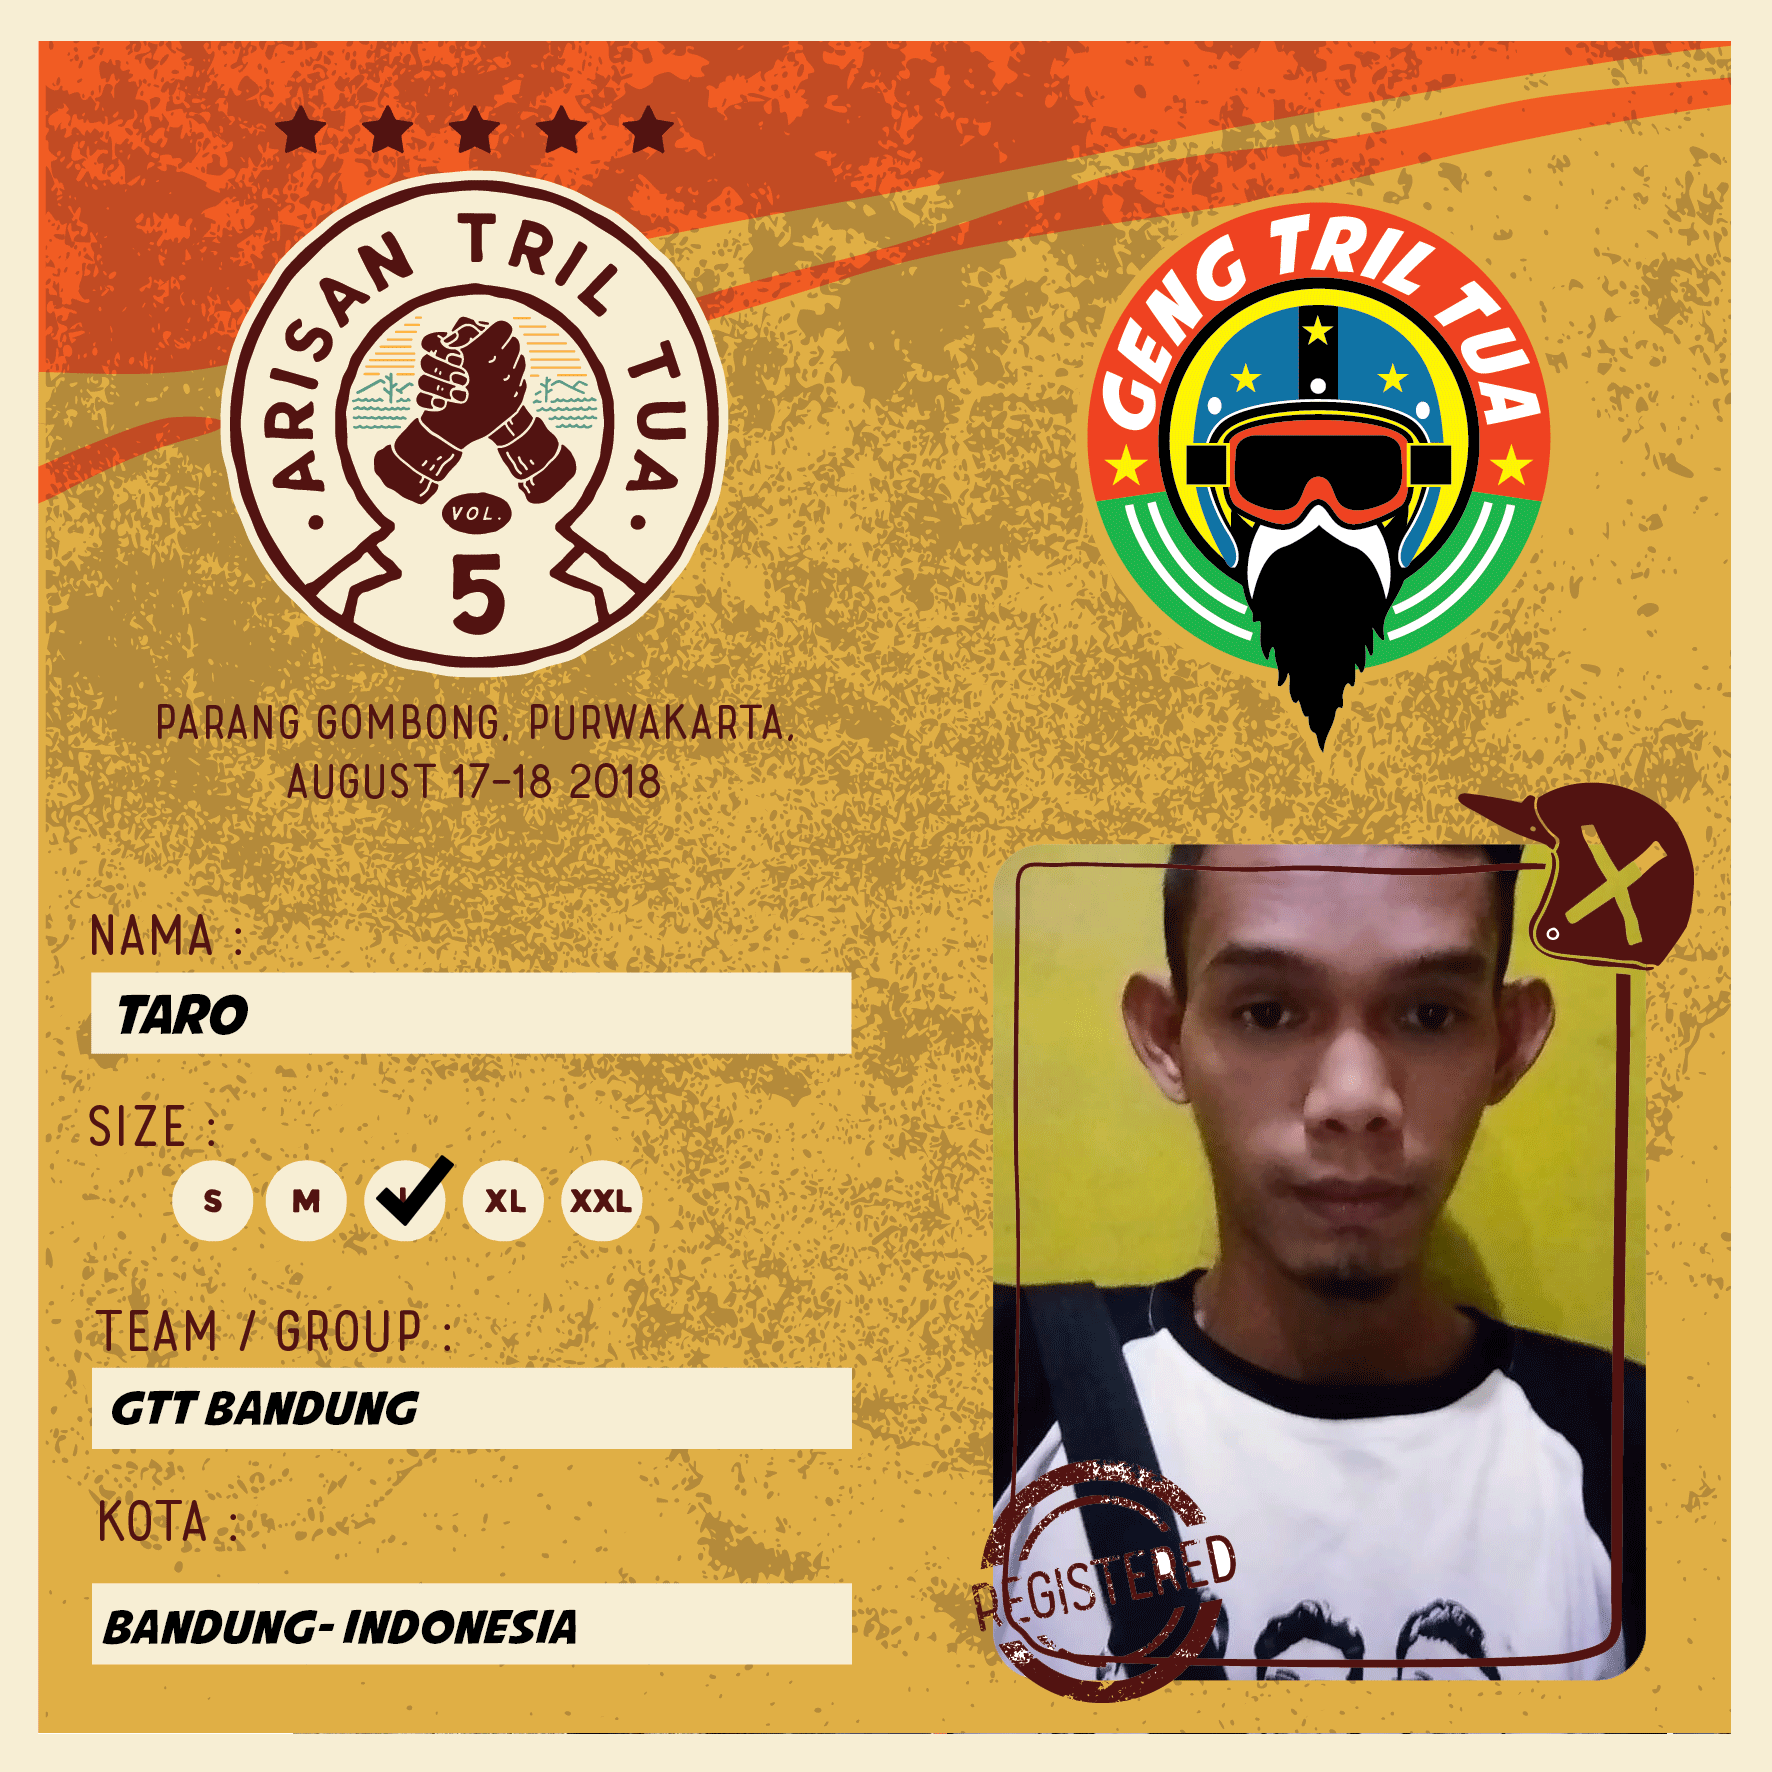 ARISAN TRIL TUA
VOL.
5
PARANG GOMBONG, PURWAKARTA,
AUGUST 17-18 2018
GENG TRIL TUA
NAMA :
TARO
SIZE :
S M L XL XXL
TEAM / GROUP :
GTT BANDUNG
KOTA :
BANDUNG- INDONESIA
REGISTERED